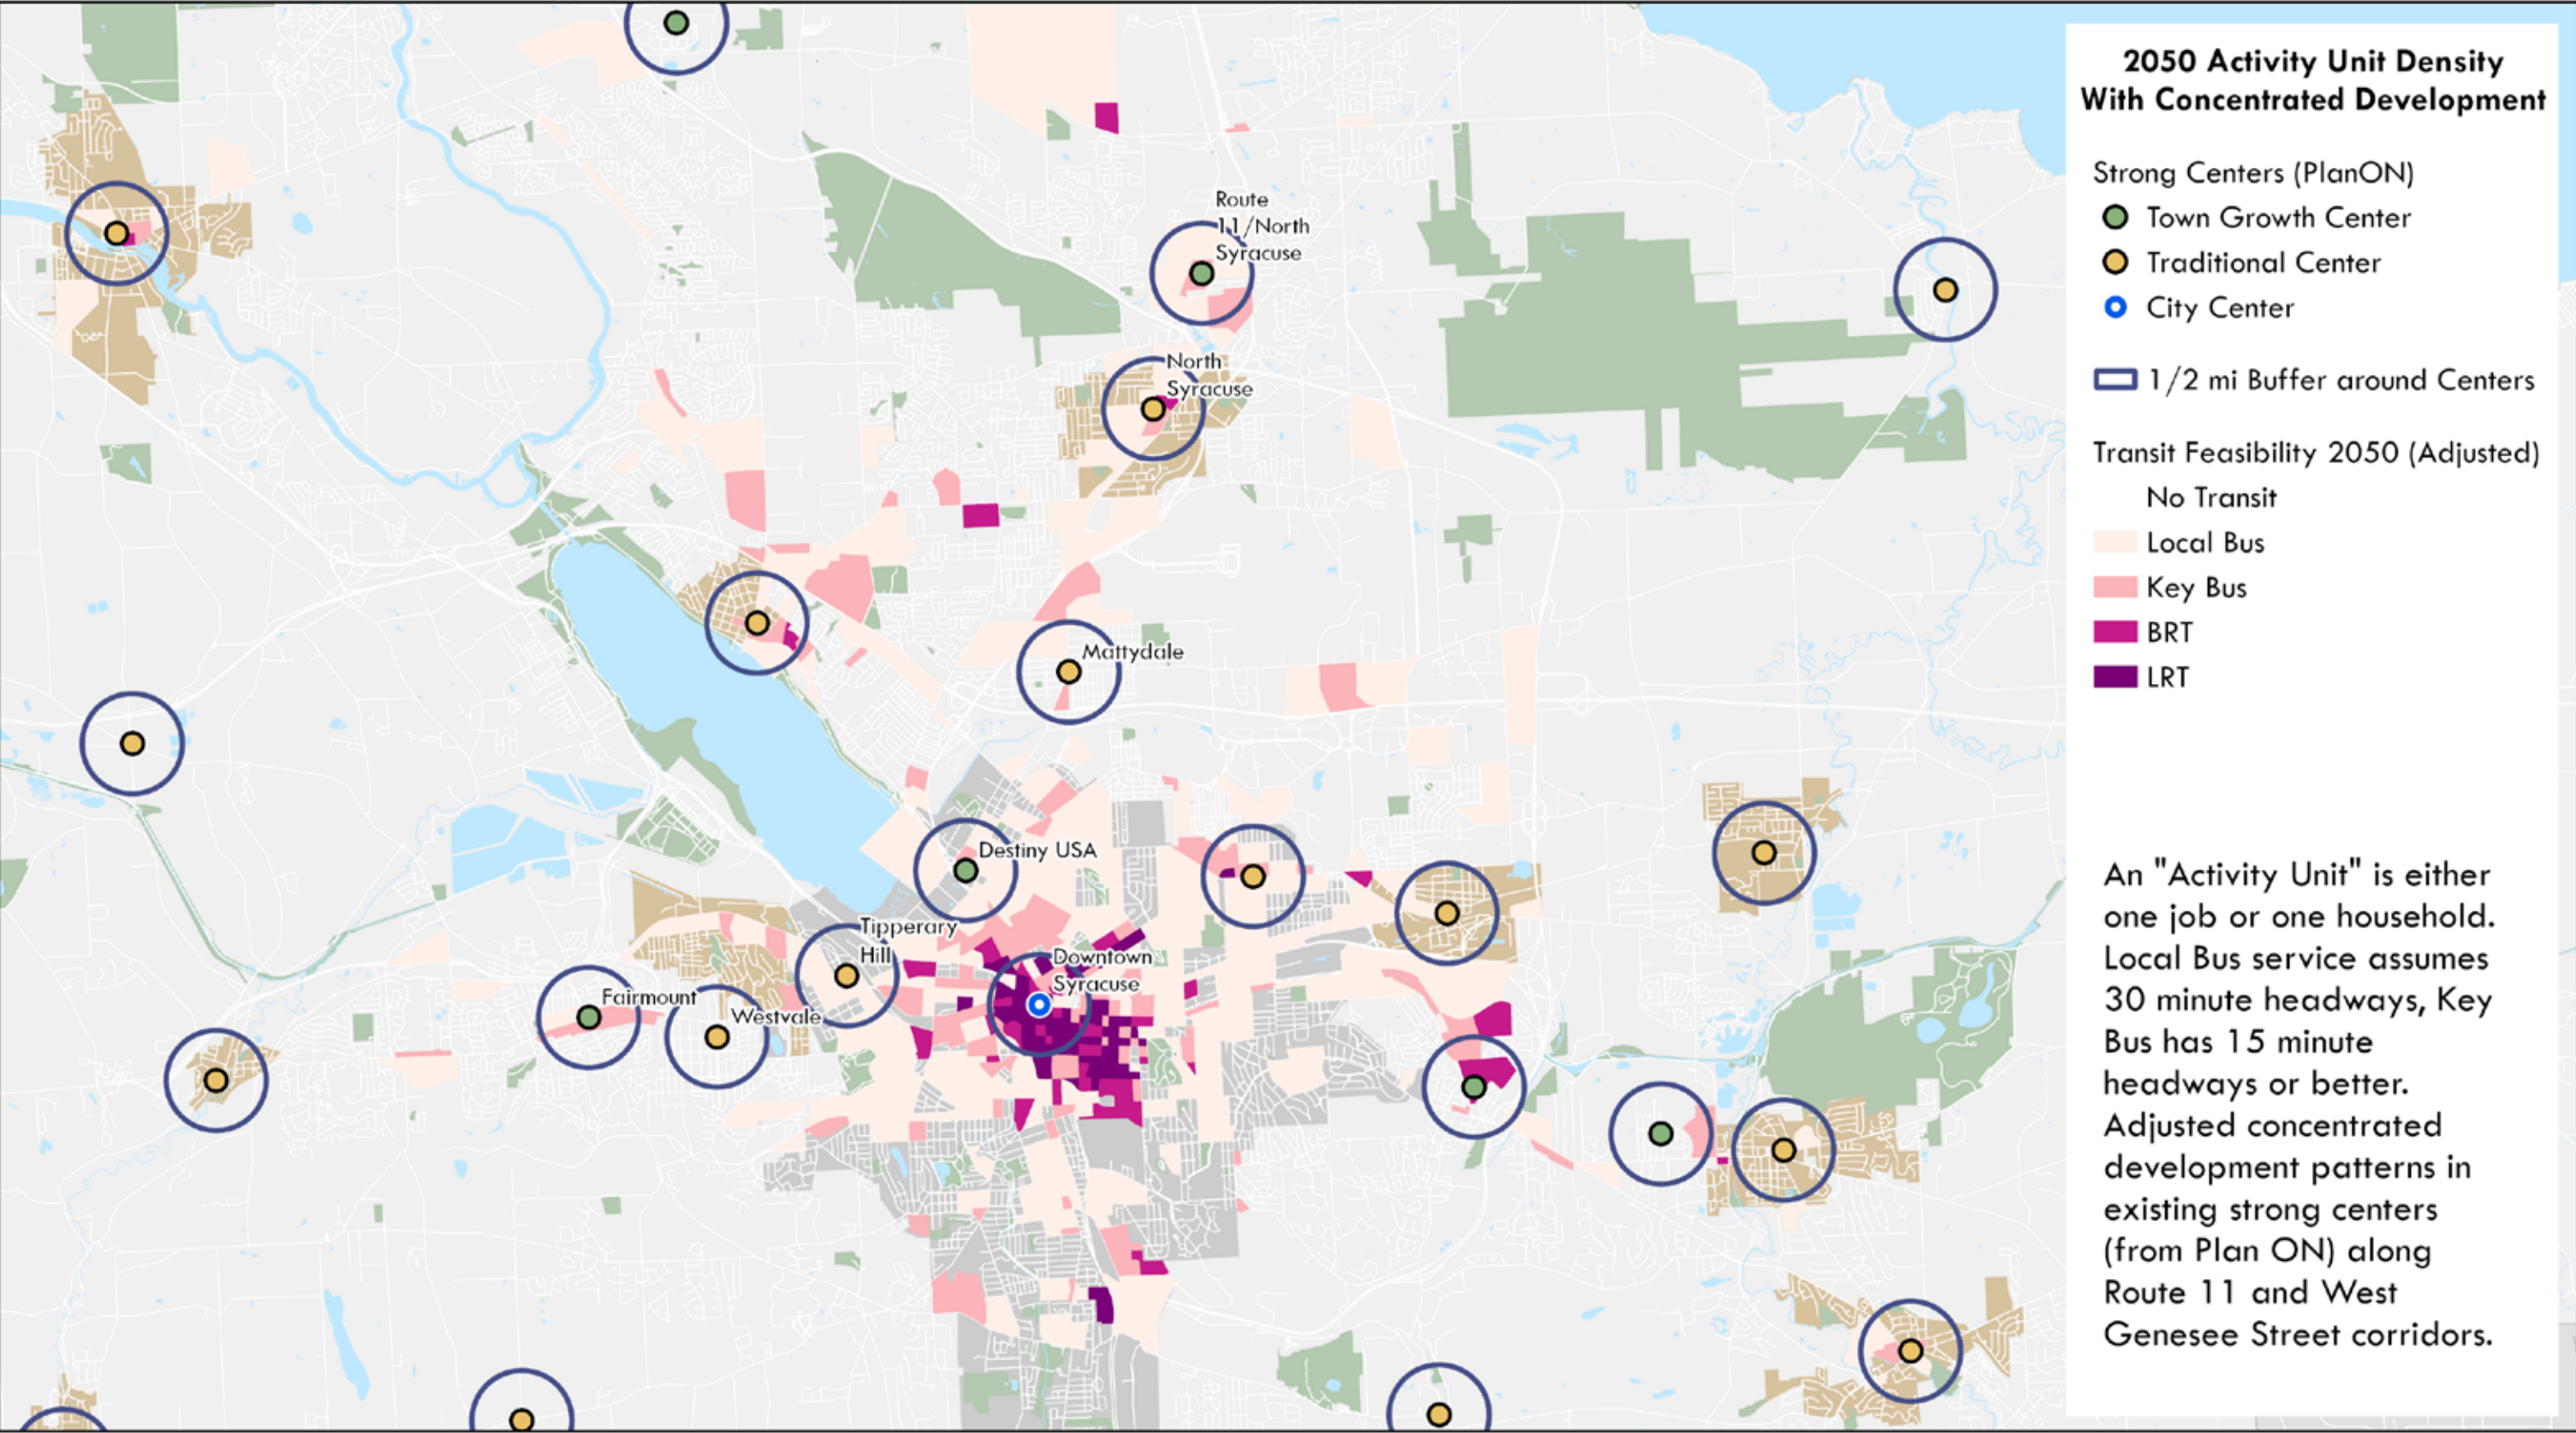 2050 Activity Unit Density
With Concentrated Development
Strong Centers (PlanON)
Town Growth Center
Traditional Center
City Center
1/2 mi Buffer around Centers
Transit Feasibility 2050 (Adjusted)
No Transit
Local Bus
Key Bus
BRT
LRT
An "Activity Unit" is either
one job or one household.
Local Bus service assumes
30 minute headways, Key
Bus has 15 minute
headways or better.
Adjusted concentrated
development patterns in
existing strong centers
(from Plan ON) along
Route 11 and West
Genesee Street corridors.
Route
11/North
Syracuse
North
Syracuse
Mattydale
Destiny USA
Tipperary
Hill
Downtown
Syracuse
Fairmount
Westvale